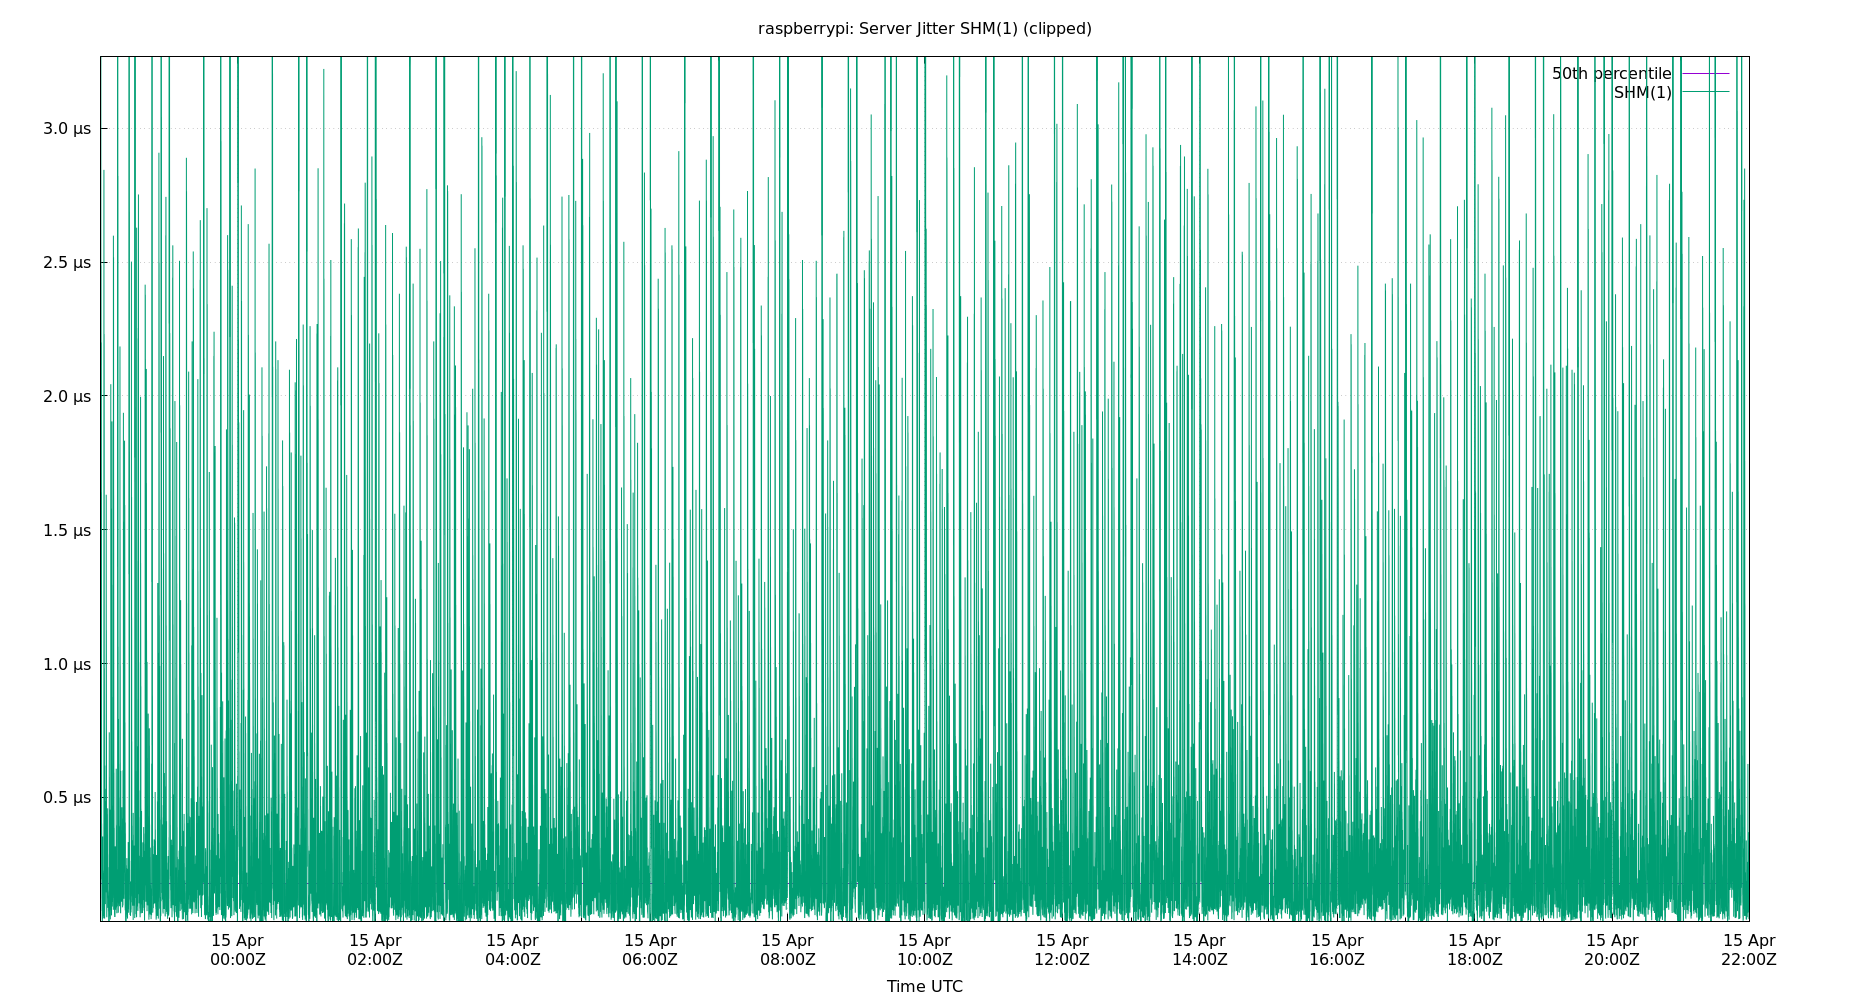 raspberrypi: Server Jitter SHM(1) (clipped)
50th percentile
SHM(1)
3.0 µs
2.5 µs
2.0 µs
1.5 µs
1.0 µs
0.5 µs
15 Apr 15 Apr 15 Apr 15 Apr 15 Apr 15 Apr 15 Apr 15 Apr 15 Apr 15 Apr 15 Apr 15 Apr
00:00Z 02:00Z 04:00Z 06:00Z 08:00Z 10:00Z 12:00Z 14:00Z 16:00Z 18:00Z 20:00Z 22:00Z
Time UTC